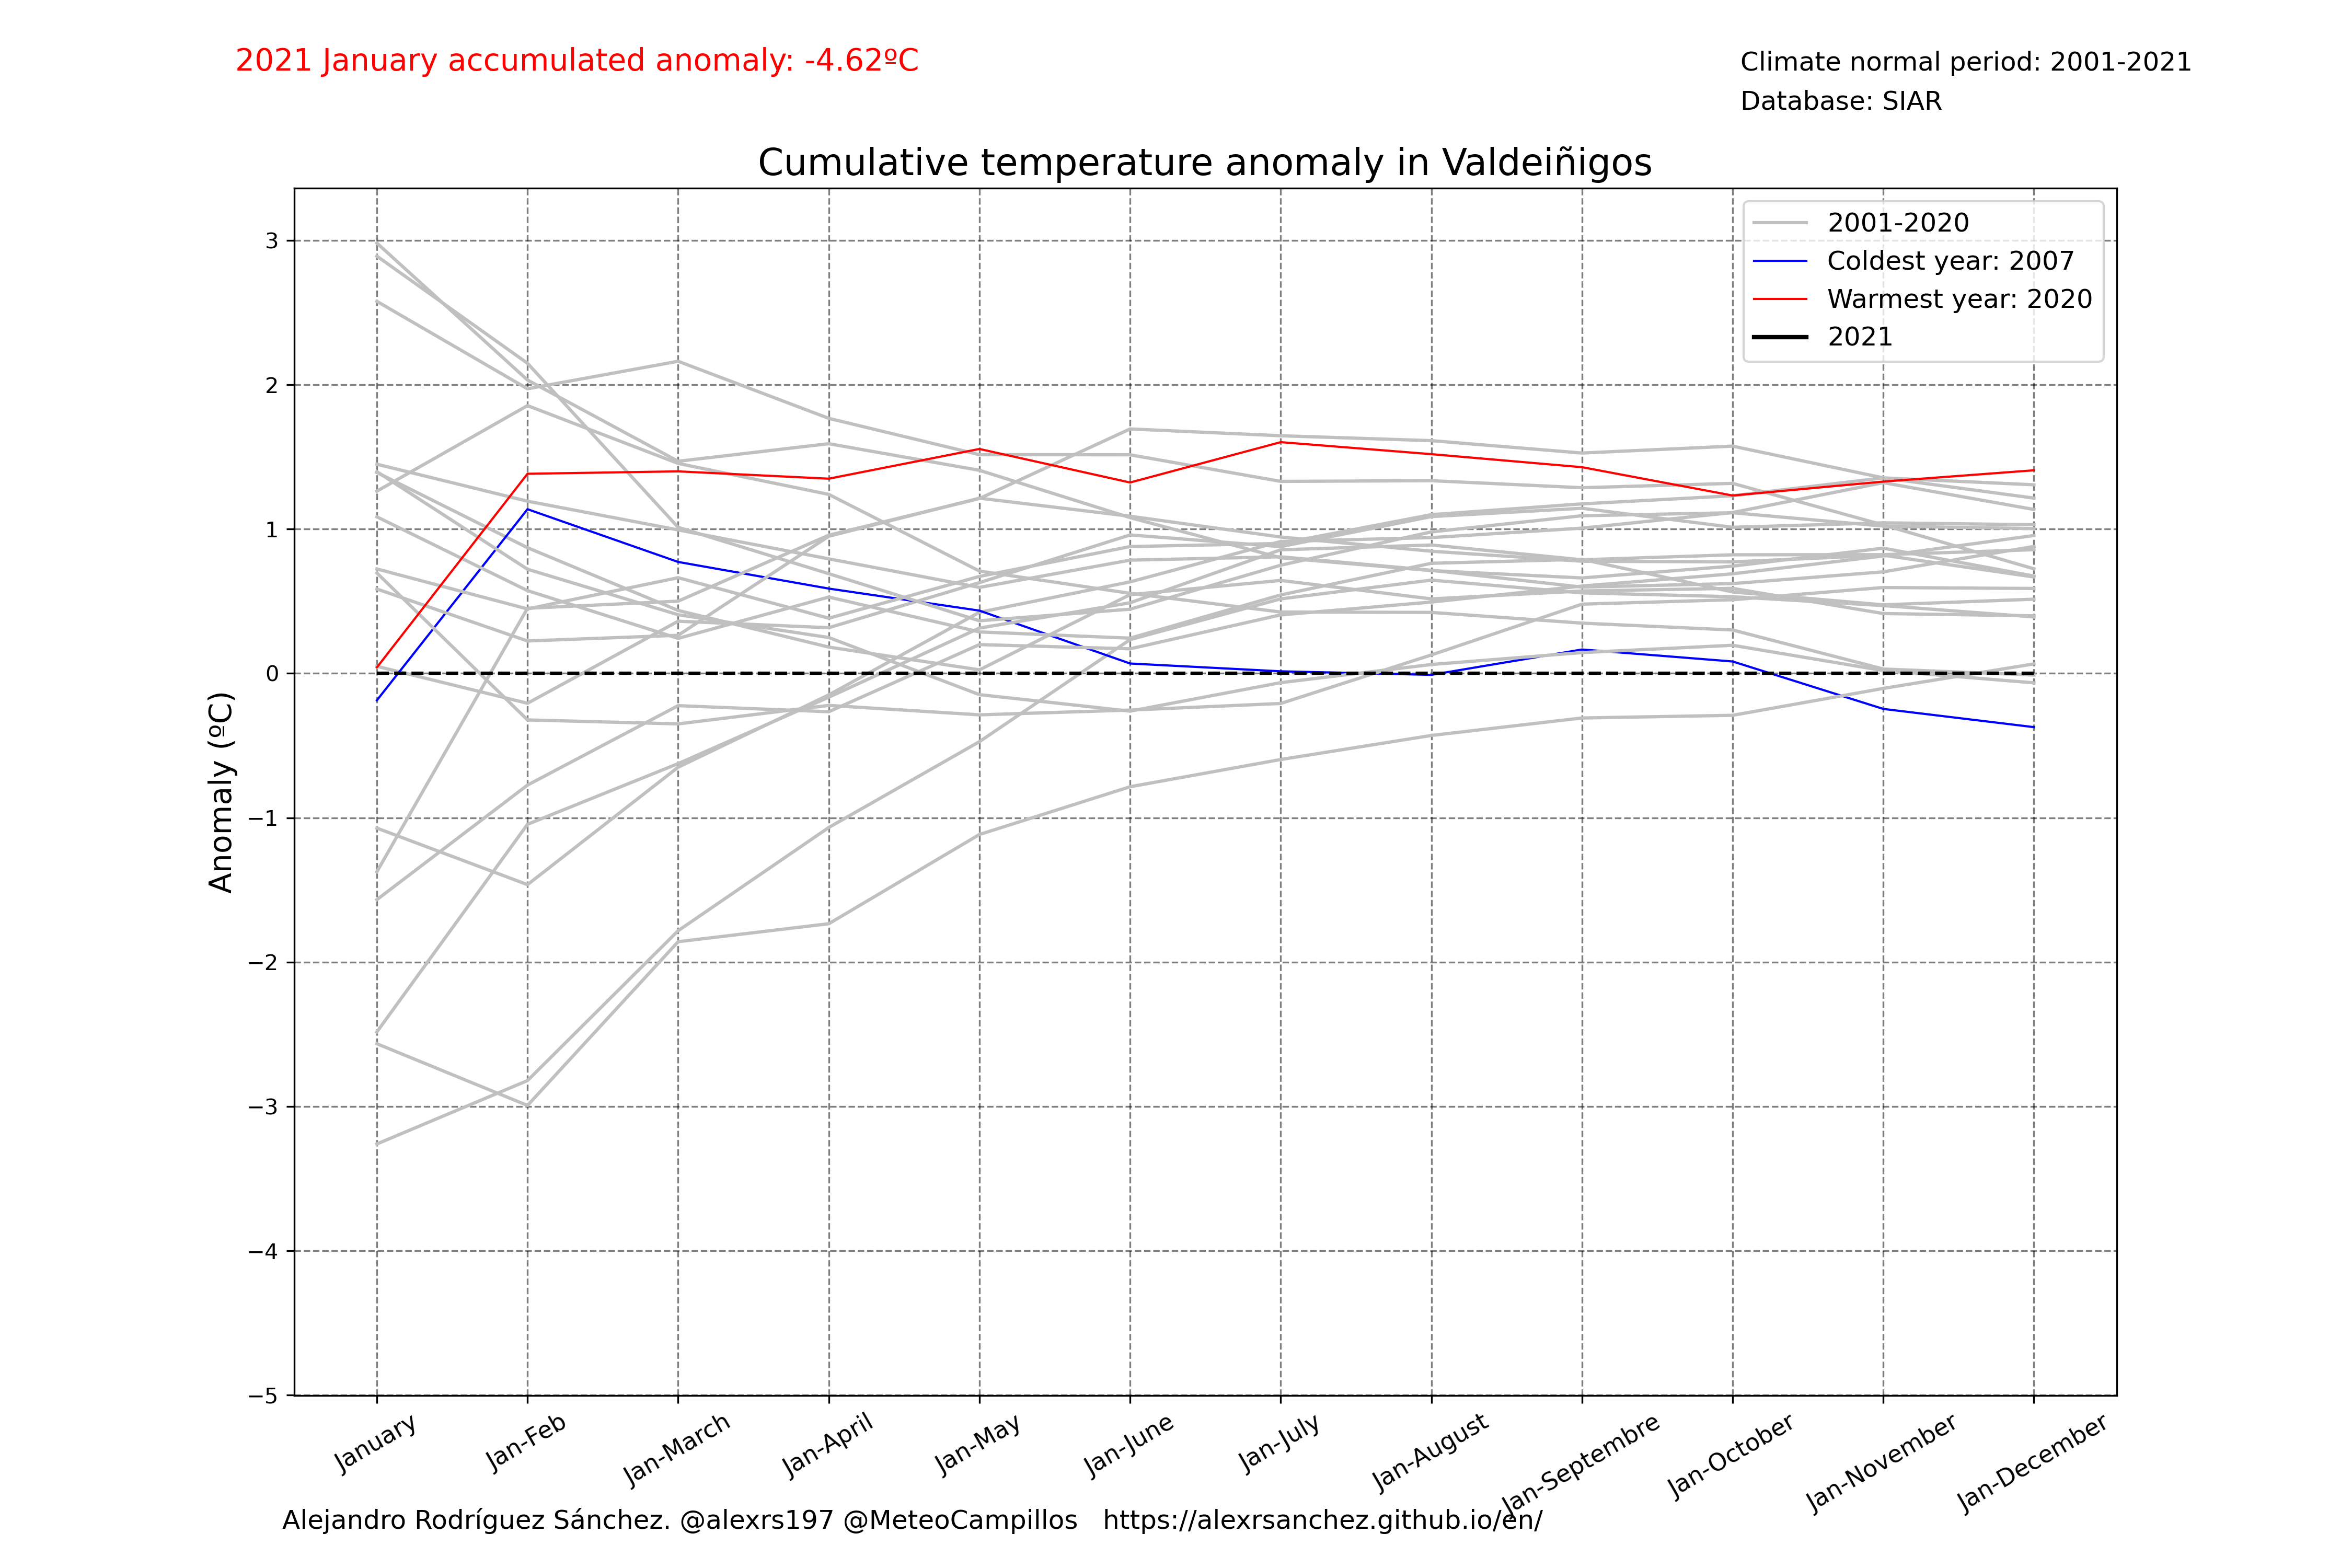 2021 January accumulated anomaly: -4.62ºC
Climate normal period: 2001-2021
Database: SIAR
Cumulative temperature anomaly in Valdeiñigos
2001-2020
Coldest year: 2007
Warmest year: 2020
2021
Anomaly (ºC)
3
2
1
0
−1
−2
−3
−4
−5
January
Jan-Feb
Jan-March
Jan-April
Jan-May
Jan-June
Jan-July
Jan-August
Jan-Septembre
Jan-October
Jan-November
Jan-December
Alejandro Rodríguez Sánchez. @alexrs197 @MeteoCampillos   https://alexrsanchez.github.io/en/